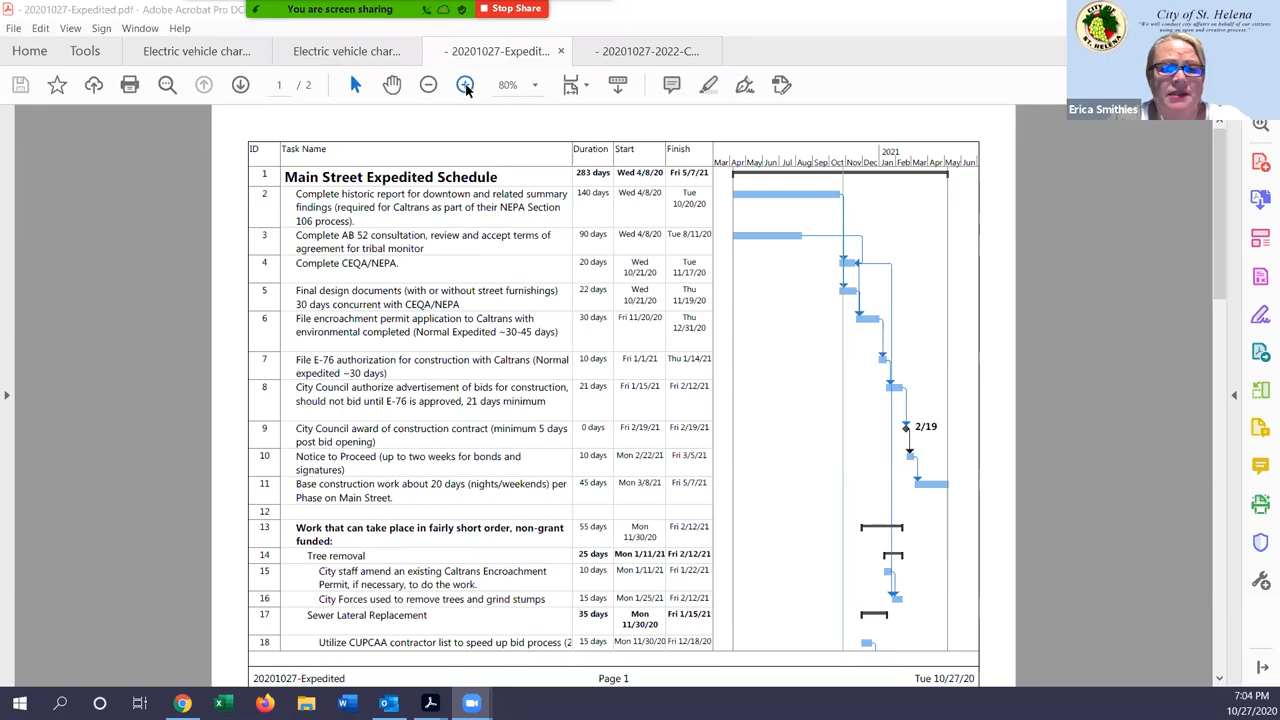 - 20201027-Expedited.pdf - Adobe Acrobat Pro DC
You are screen sharing
Stop Share
File Edit View Sign Window Help
Home Tools Electric vehicle char... Electric vehicle cha... - 20201027-Expedit... × - 20201027-2022-C...
1 / 2 80%
City of St. Helena
"We will conduct city affairs on behalf of our citizens
using an open and creative process."
CITY OF
ST. HELENA
Erica Smithies
ID Task Name Duration Start Finish 2021
Mar Apr May Jun Jul Aug Sep Oct Nov Dec Jan Feb Mar Apr May Jun
1 Main Street Expedited Schedule 283 days Wed 4/8/20 Fri 5/7/21
2 Complete historic report for downtown and related summary 140 days Wed 4/8/20 Tue
findings (required for Caltrans as part of their NEPA Section 10/20/20
106 process).
3 Complete AB 52 consultation, review and accept terms of 90 days Wed 4/8/20 Tue 8/11/20
agreement for tribal monitor
4 Complete CEQA/NEPA. 20 days Wed Tue
10/21/20 11/17/20
5 Final design documents (with or without street furnishings) 22 days Wed Thu
30 days concurrent with CEQA/NEPA 10/21/20 11/19/20
6 File encroachment permit application to Caltrans with 30 days Fri 11/20/20 Thu
environmental completed (Normal Expedited ~30-45 days) 12/31/20
7 File E-76 authorization for construction with Caltrans (Normal 10 days Fri 1/1/21 Thu 1/14/21
expedited ~30 days)
8 City Council authorize advertisement of bids for construction, 21 days Fri 1/15/21 Fri 2/12/21
should not bid until E-76 is approved, 21 days minimum
9 City Council award of construction contract (minimum 5 days 0 days Fri 2/19/21 Fri 2/19/21 2/19
post bid opening)
10 Notice to Proceed (up to two weeks for bonds and 10 days Mon 2/22/21 Fri 3/5/21
signatures)
11 Base construction work about 20 days (nights/weekends) per 45 days Mon 3/8/21 Fri 5/7/21
Phase on Main Street.
12
13 Work that can take place in fairly short order, non-grant 55 days Mon Fri 2/12/21
funded: 11/30/20
14 Tree removal 25 days Mon 1/11/21 Fri 2/12/21
15 City staff amend an existing Caltrans Encroachment 10 days Mon 1/11/21 Fri 1/22/21
Permit, if necessary, to do the work.
16 City Forces used to remove trees and grind stumps 15 days Mon 1/25/21 Fri 2/12/21
17 Sewer Lateral Replacement 35 days Mon Fri 1/15/21
11/30/20
18 Utilize CUPCAA contractor list to speed up bid process (2 15 days Mon 11/30/20 Fri 12/18/20
20201027-Expedited Page 1 Tue 10/27/20
7:04 PM
10/27/2020